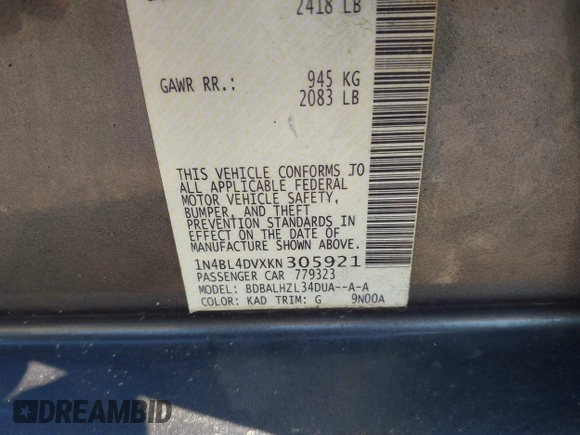 2418 LB
GAWR RR.: 945 KG
2083 LB
THIS VEHICLE CONFORMS TO
ALL APPLICABLE FEDERAL
MOTOR VEHICLE SAFETY,
BUMPER, AND THEFT
PREVENTION STANDARDS IN
EFFECT ON THE DATE OF
MANUFACTURE SHOWN ABOVE.
1N4BL4DVXKN305921
PASSENGER CAR 779323
MODEL: BDBALHZL34DUA--A-A
COLOR: KAD TRIM: G 9N00A
DREAMBID